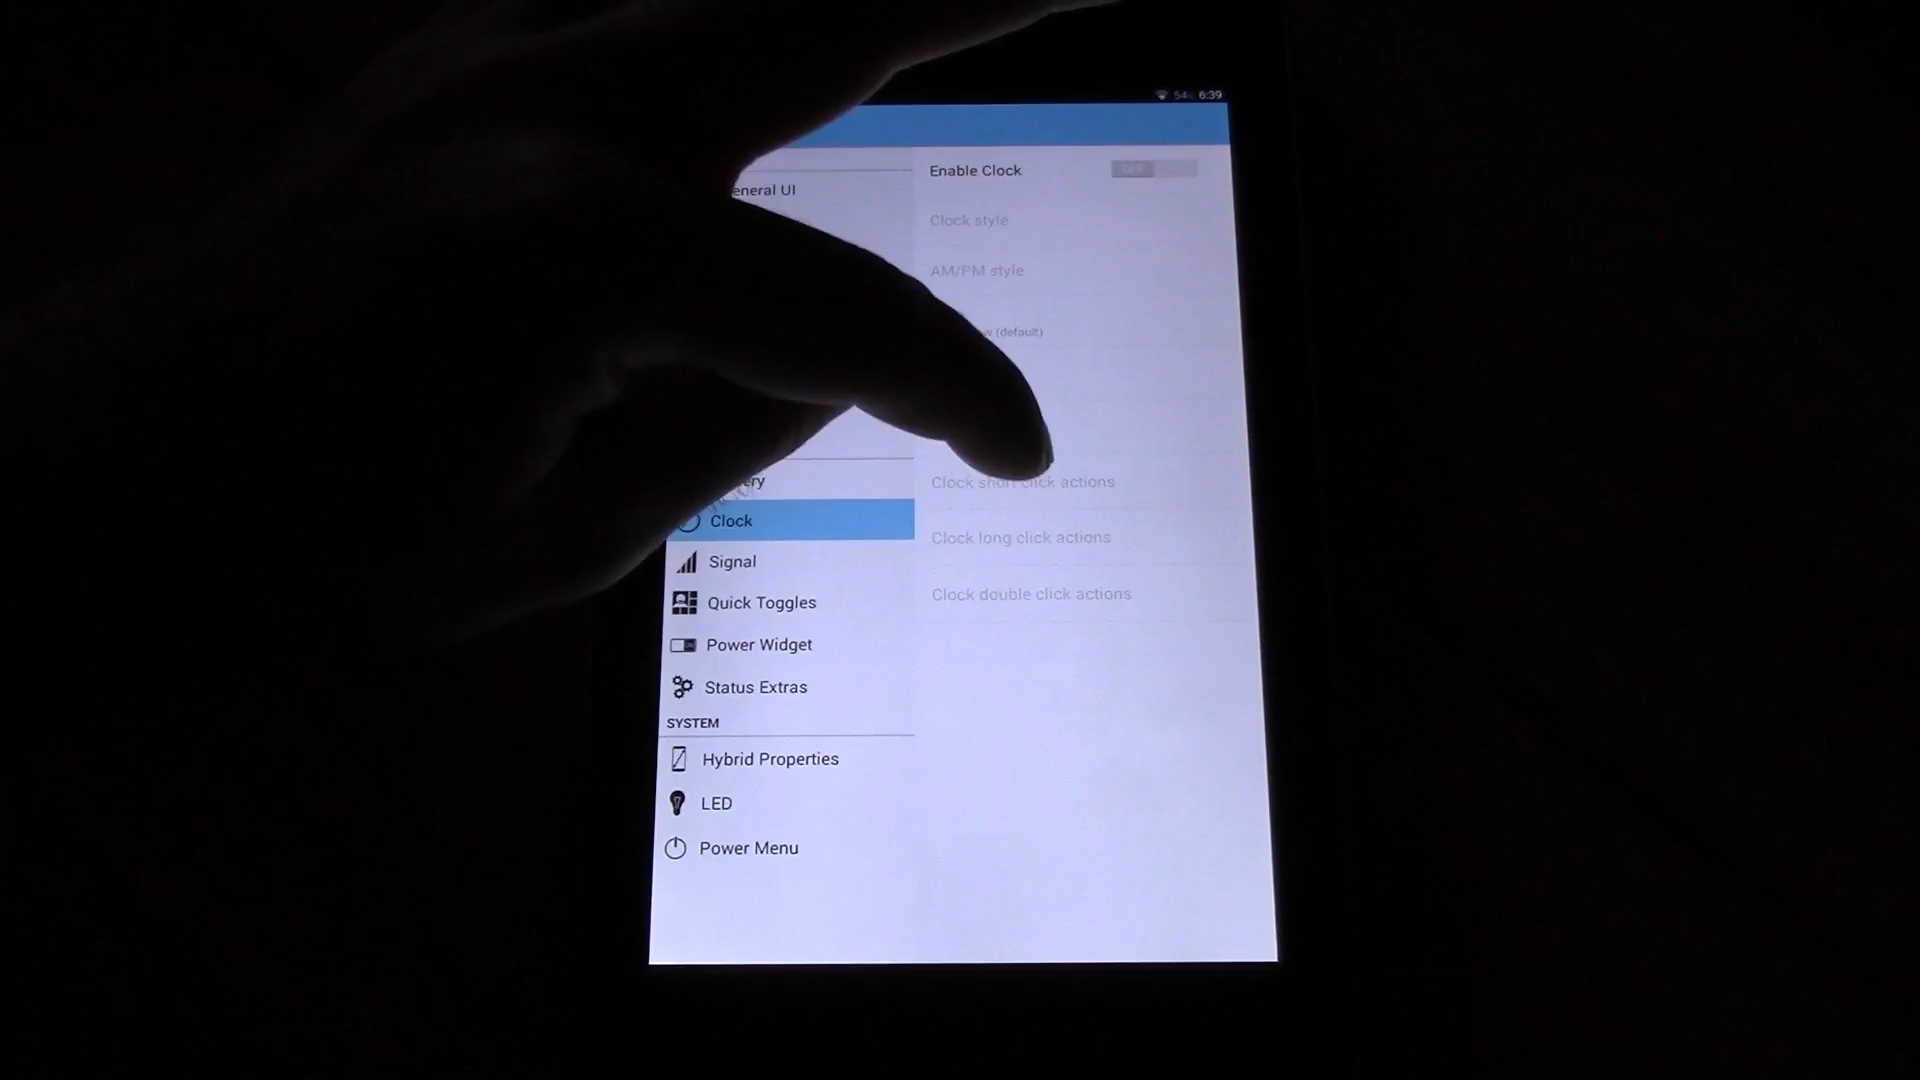 54% 6:39
Enable Clock OFF
General UI
Clock style
AM/PM style
(default)
Clock short click actions
Clock
Clock long click actions
Signal
Clock double click actions
Quick Toggles
Power Widget
Status Extras
SYSTEM
Hybrid Properties
LED
Power Menu